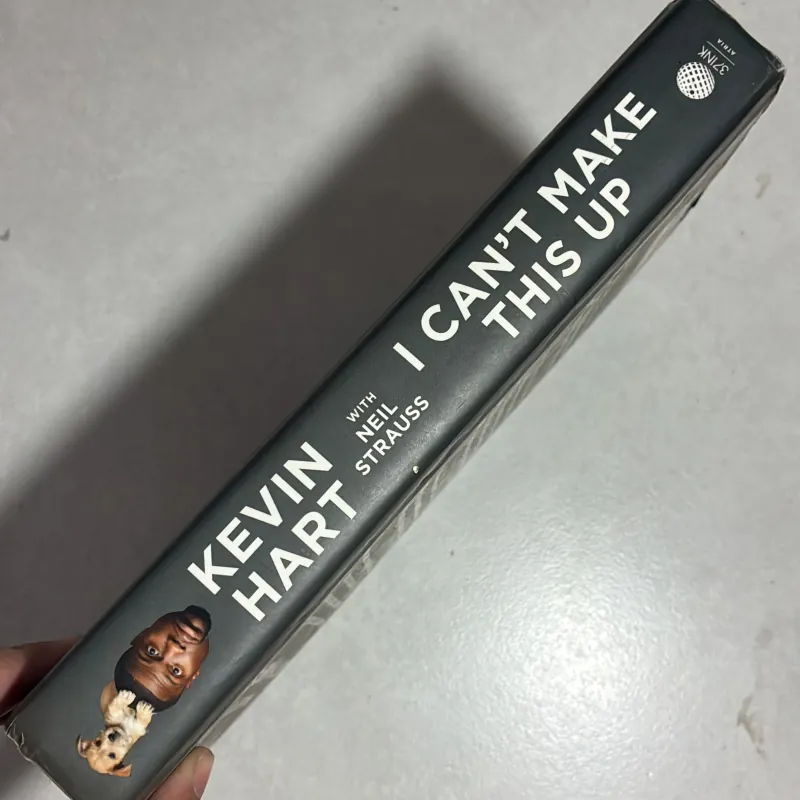 KEVIN
HART
WITH
NEIL
STRAUSS
I CAN'T MAKE
THIS UP
37INK
ATRIA